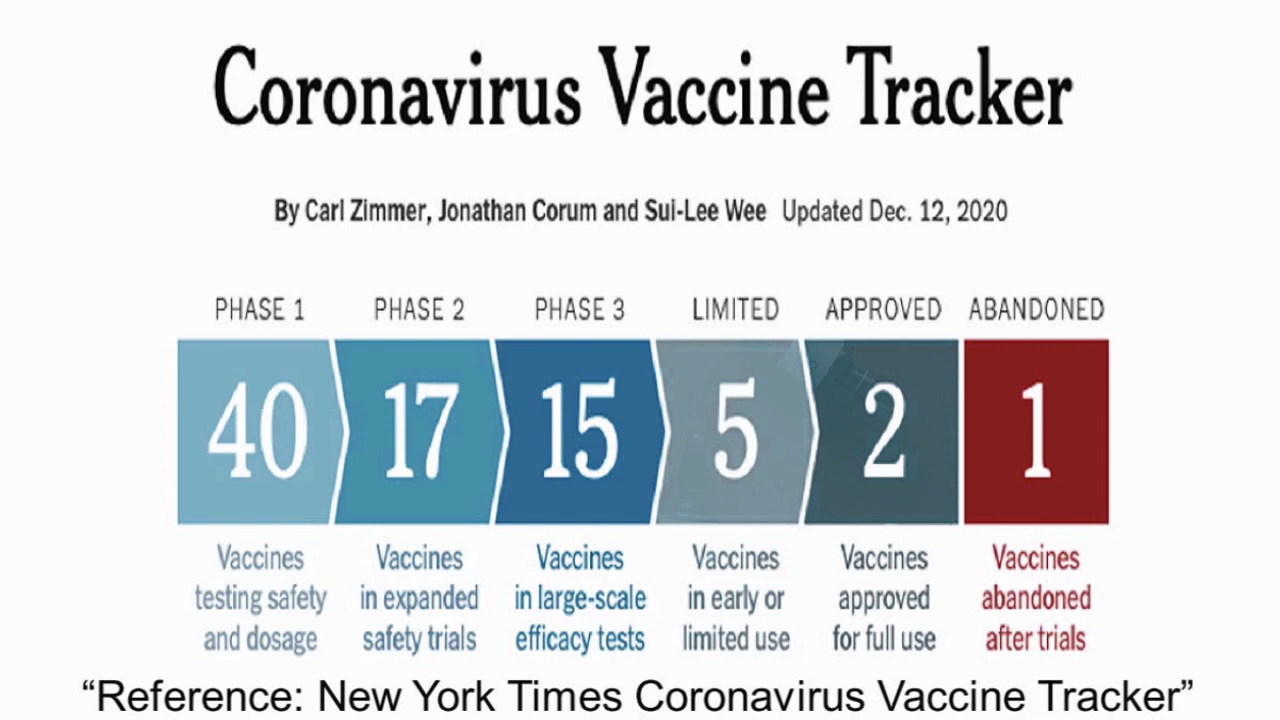 Coronavirus Vaccine Tracker
By Carl Zimmer, Jonathan Corum and Sui-Lee Wee Updated Dec. 12, 2020
PHASE 1 PHASE 2 PHASE 3 LIMITED APPROVED ABANDONED
40 17 15 5 2 1
Vaccines Vaccines Vaccines Vaccines Vaccines Vaccines
testing safety in expanded in large-scale in early or approved abandoned
and dosage safety trials efficacy tests limited use for full use after trials
“Reference: New York Times Coronavirus Vaccine Tracker”